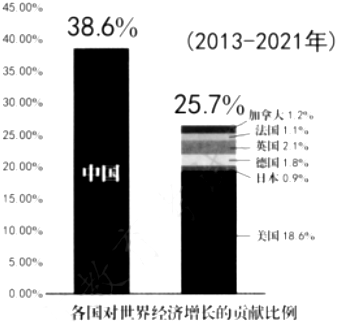 45.00%
40.00%
35.00%
30.00%
25.00%
20.00%
15.00%
10.00%
5.00%
0.00%
38.6%
(2013-2021年)
25.7%
中国
加拿大 1.2%
法国 1.1%
英国 2.1%
德国 1.8%
日本 0.9%
美国 18.6%
各国对世界经济增长的贡献比例